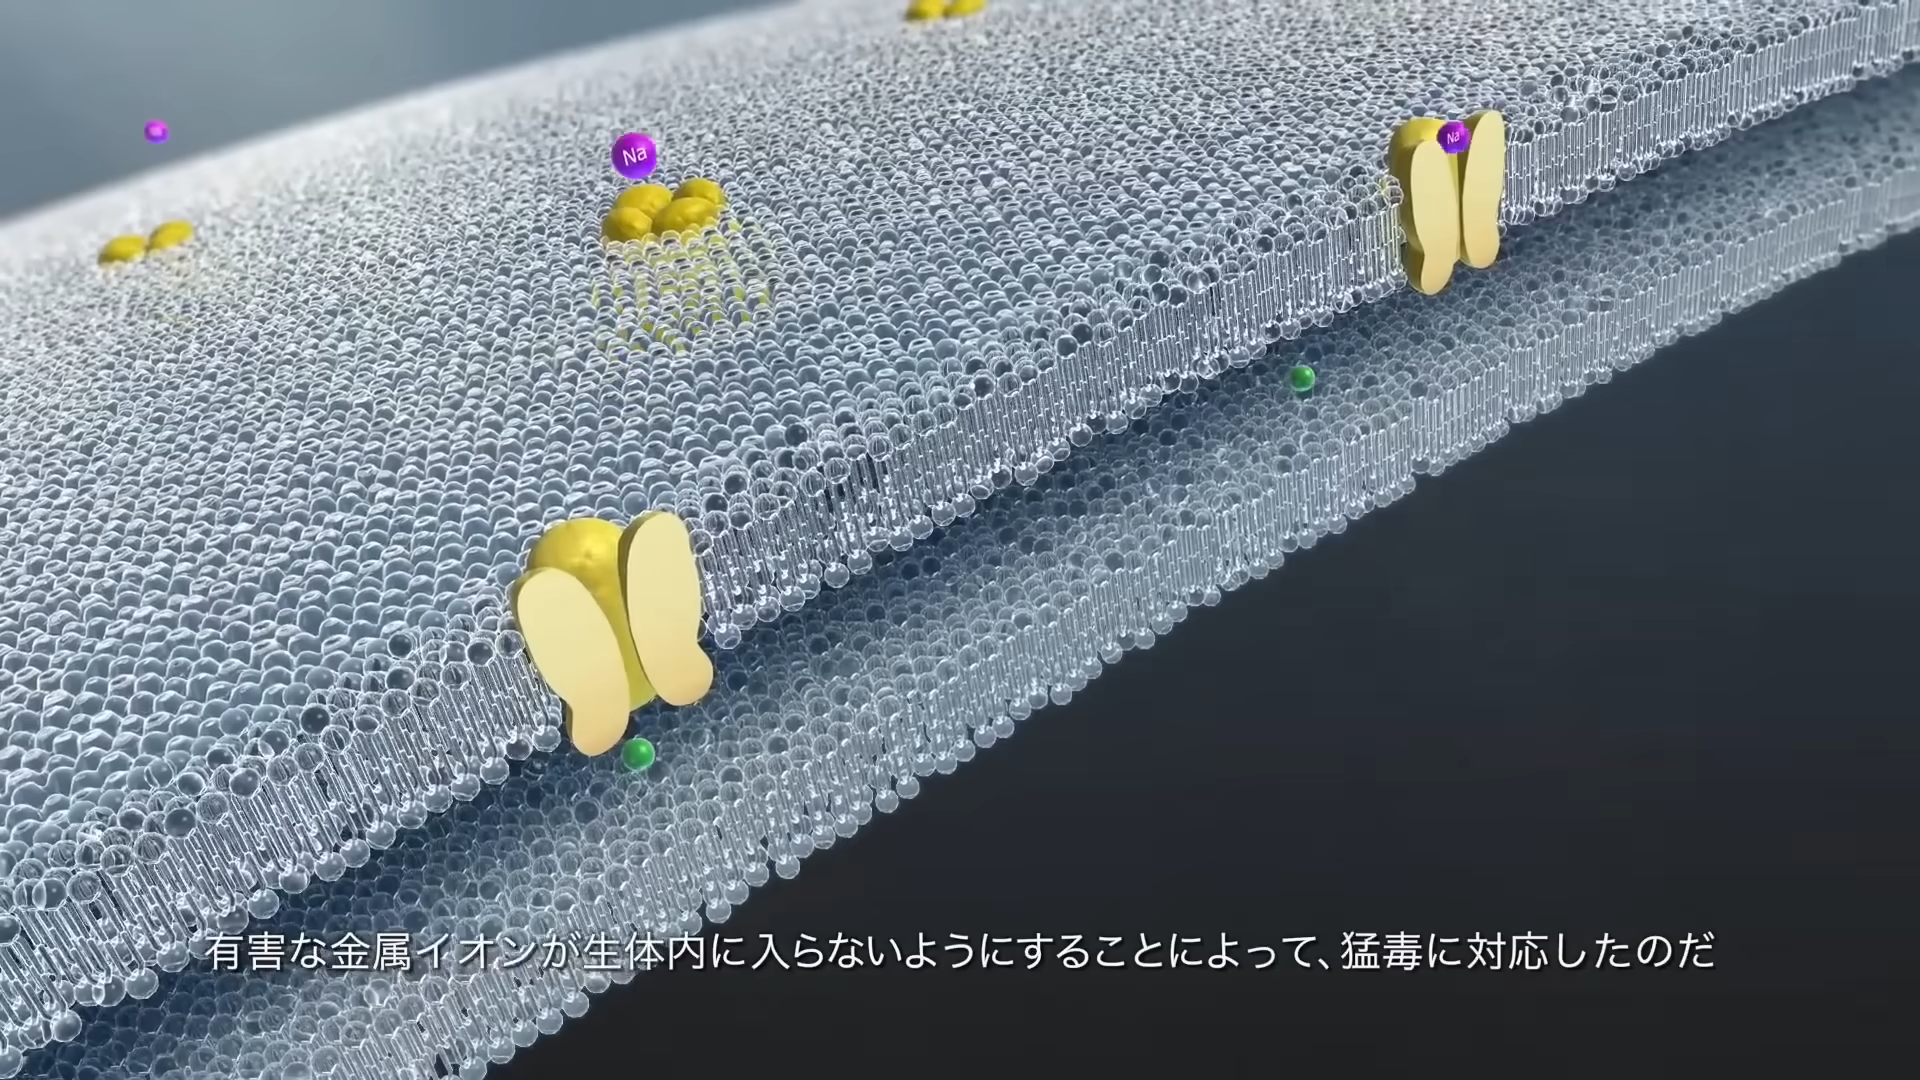 Na
Na
有害な金属イオンが生体内に入らないようにすることによって、猛毒に対応したのだ